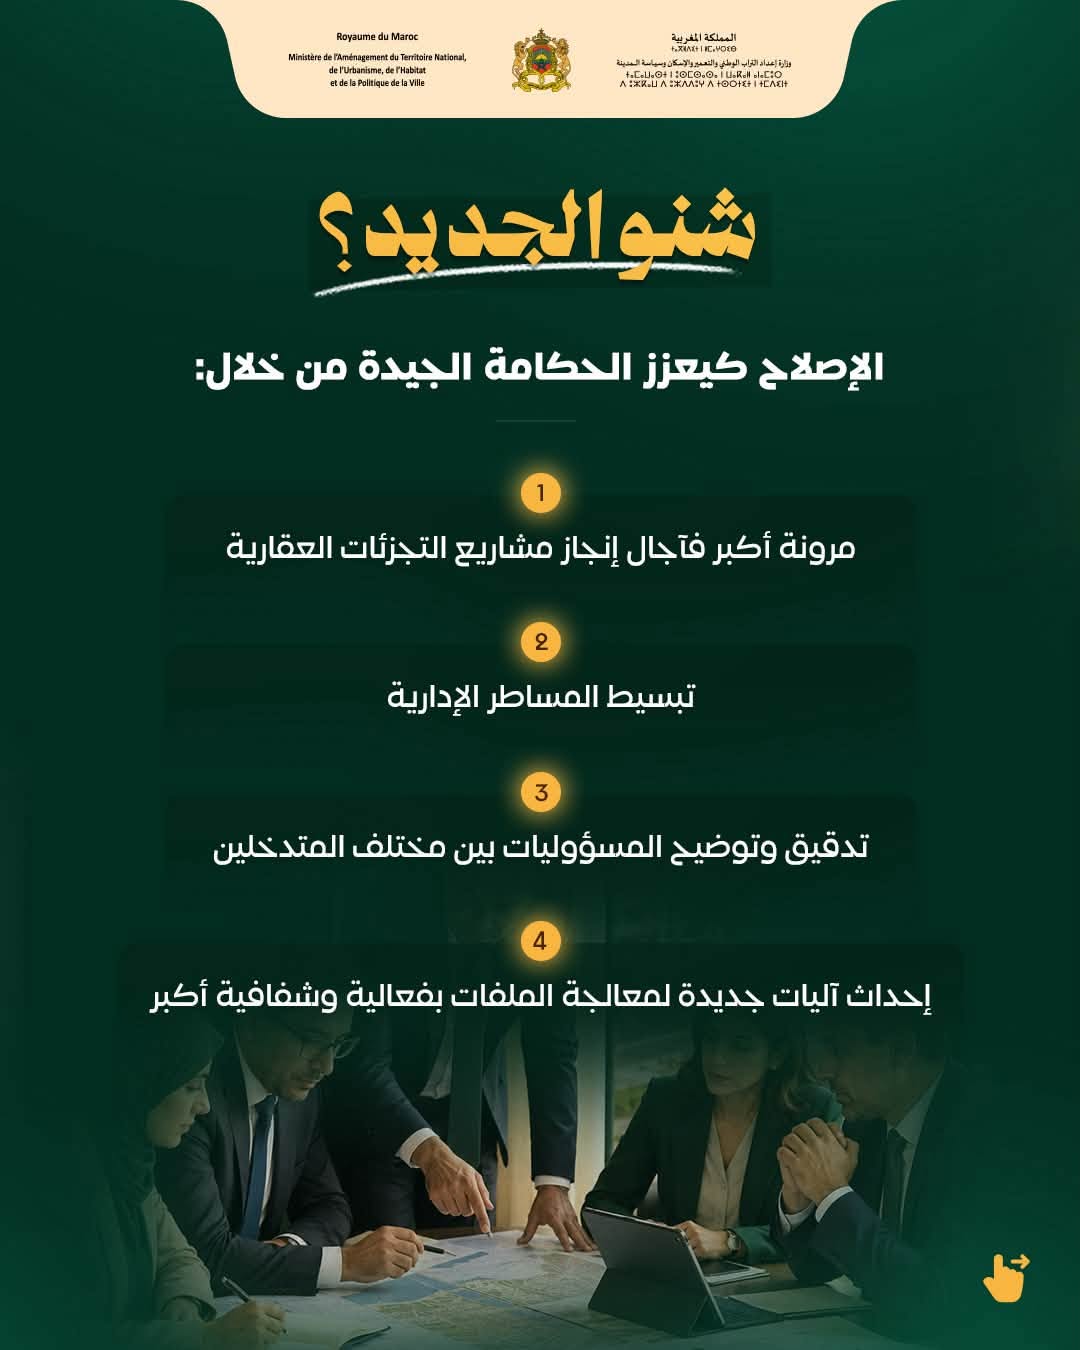 Royaume du Maroc
Ministère de l'Aménagement du Territoire National,
de l'Urbanisme, de l'Habitat
et de la Politique de la Ville
المملكة المغربية
ⵜⴰⴳⵍⴷⵉⵜ ⵏ ⵍⵎⵖⵔⵉⴱ
وزارة إعداد التراب الوطني والتعمير والإسكان وسياسة المدينة
شنو الجديد؟
الإصلاح كيعزز الحكامة الجيدة من خلال:
1
مرونة أكبر فآجال إنجاز مشاريع التجزئات العقارية
2
تبسيط المساطر الإدارية
3
تدقيق وتوضيح المسؤوليات بين مختلف المتدخلين
4
إحداث آليات جديدة لمعالجة الملفات بفعالية وشفافية أكبر